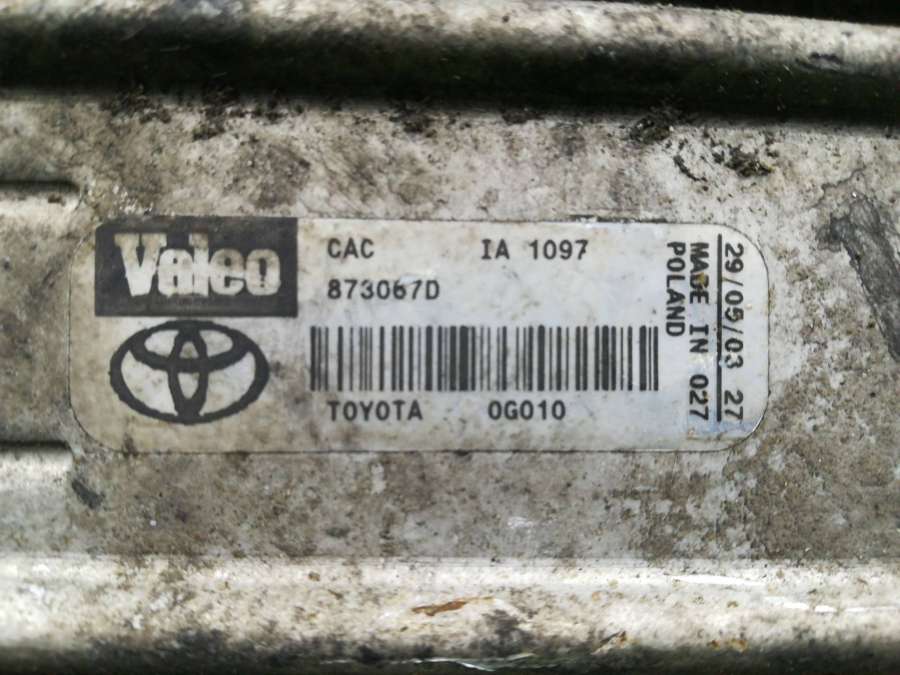 Valeo
CAC IA 1097
873067D
TOYOTA 0G010
29/05/03 27
MADE IN 027
POLAND